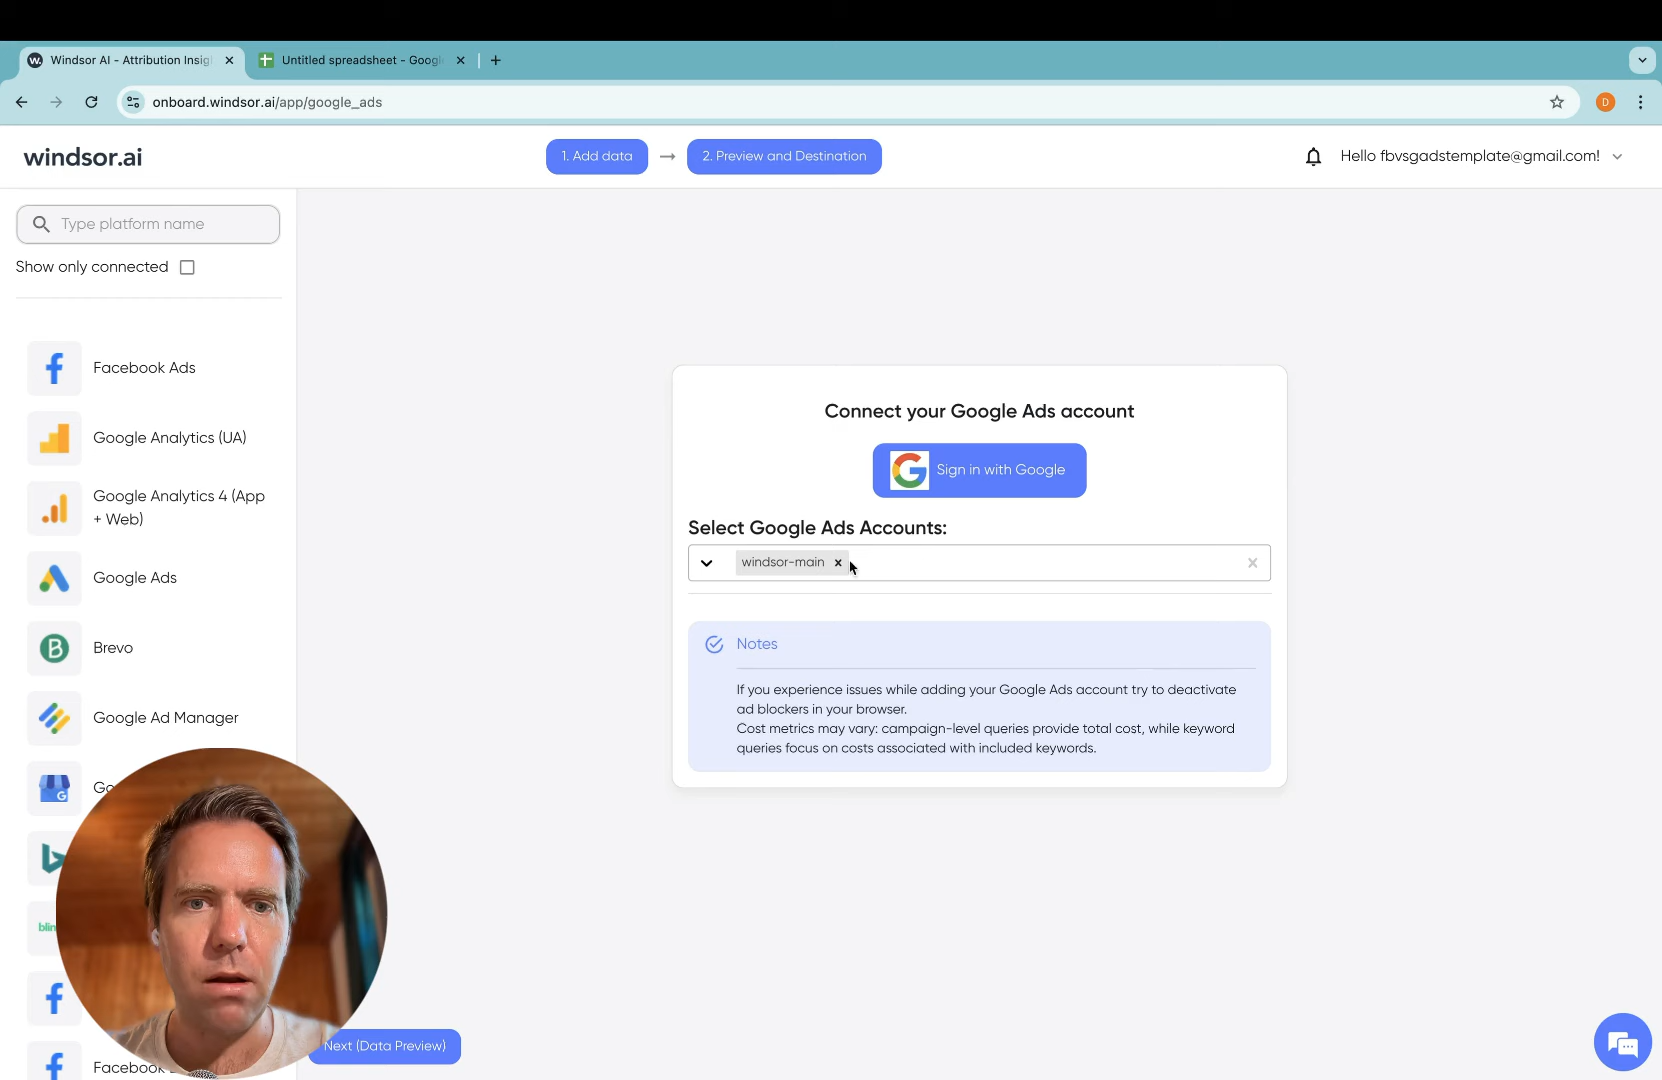 Windsor AI - Attribution Insig
Untitled spreadsheet - Googl
onboard.windsor.ai/app/google_ads
D
windsor.ai
1. Add data
2. Preview and Destination
Hello fbvsgadstemplate@gmail.com!
Type platform name
Show only connected
Facebook Ads
Google Analytics (UA)
Google Analytics 4 (App
+ Web)
Google Ads
Brevo
Google Ad Manager
Go
blin
Facebook
Next (Data Preview)
Connect your Google Ads account
Sign in with Google
Select Google Ads Accounts:
windsor-main
Notes
If you experience issues while adding your Google Ads account try to deactivate
ad blockers in your browser.
Cost metrics may vary: campaign-level queries provide total cost, while keyword
queries focus on costs associated with included keywords.